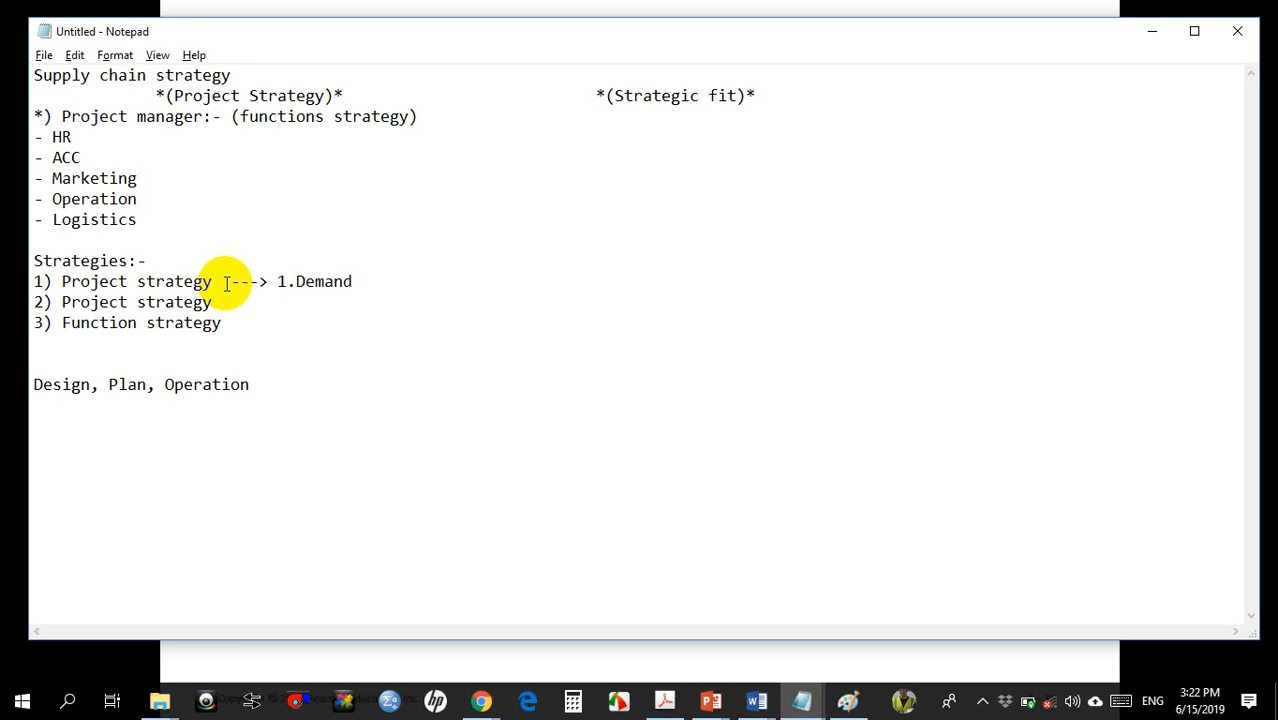 Untitled - Notepad
File Edit Format View Help
Supply chain strategy
*(Project Strategy)* *(Strategic fit)*
*) Project manager:- (functions strategy)
- HR
- ACC
- Marketing
- Operation
- Logistics
Strategies:-
1) Project strategy ----> 1.Demand
2) Project strategy
3) Function strategy
Design, Plan, Operation
ENG
3:22 PM
6/15/2019